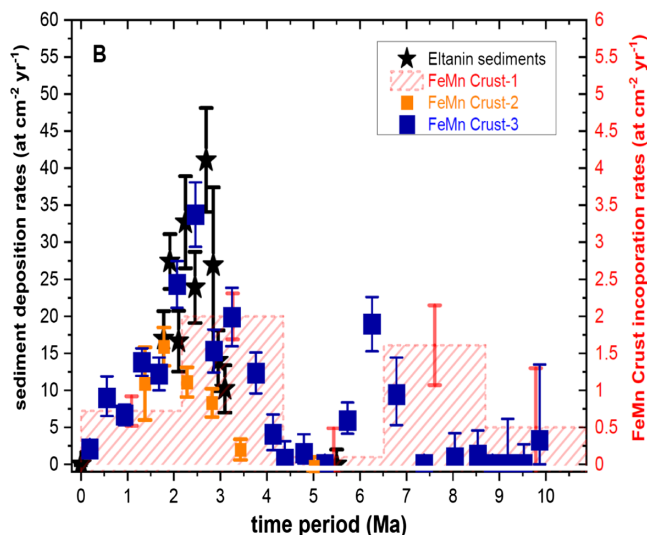 B
Eltanin sediments
FeMn Crust-1
FeMn Crust-2
FeMn Crust-3
sediment deposition rates (at cm-2 yr-1)
60
55
50
45
40
35
30
25
20
15
10
5
0
FeMn Crust incoporation rates (at cm-2 yr-1)
6
5.5
5
4.5
4
3.5
3
2.5
2
1.5
1
0.5
0
0 1 2 3 4 5 6 7 8 9 10
time period (Ma)